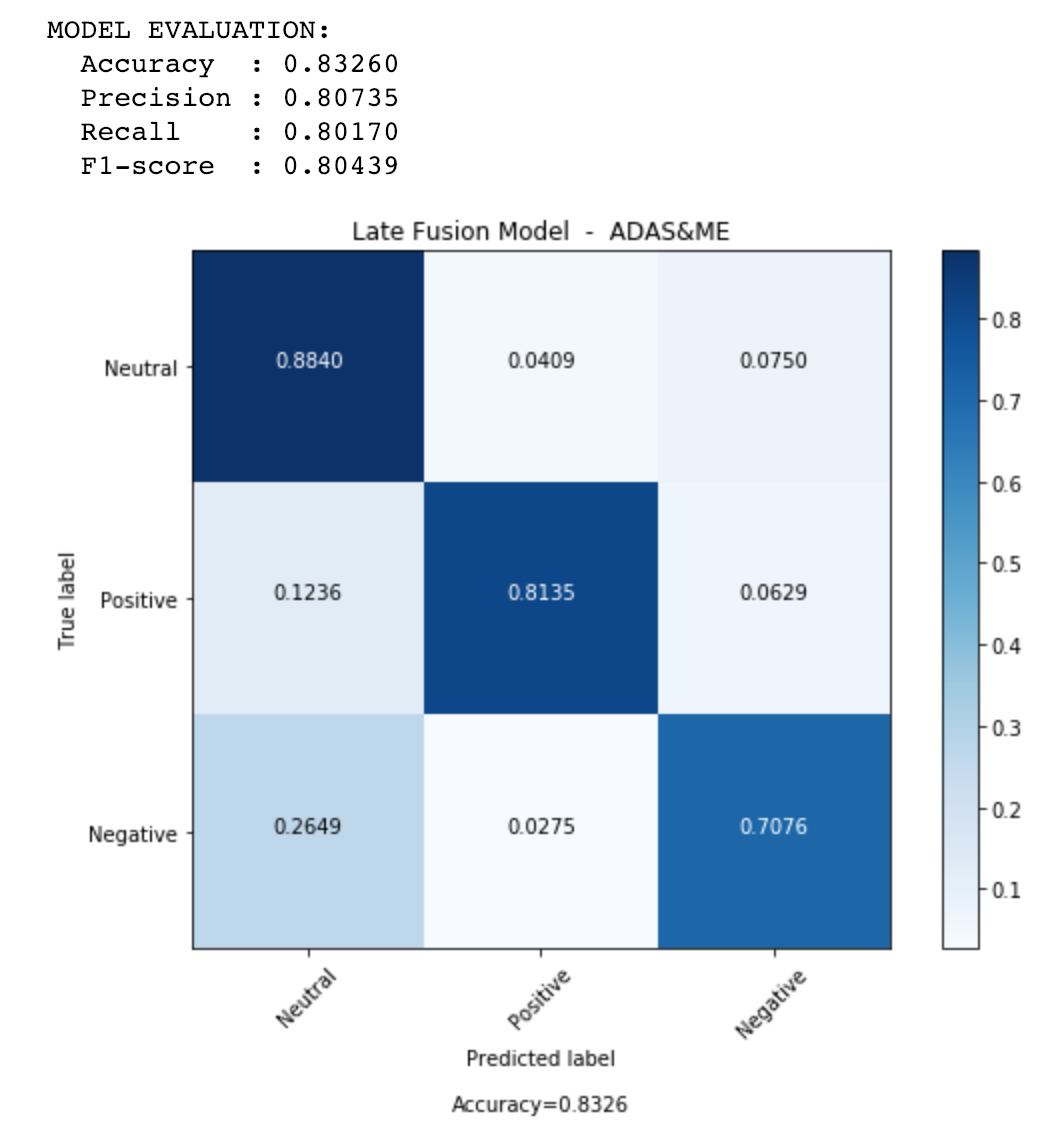 MODEL EVALUATION:
Accuracy : 0.83260
Precision : 0.80735
Recall : 0.80170
F1-score : 0.80439
Late Fusion Model - ADAS&ME
True label
Neutral 0.8840 0.0409 0.0750
Positive 0.1236 0.8135 0.0629
Negative 0.2649 0.0275 0.7076
Neutral Positive Negative
Predicted label
Accuracy=0.8326
0.8
0.7
0.6
0.5
0.4
0.3
0.2
0.1